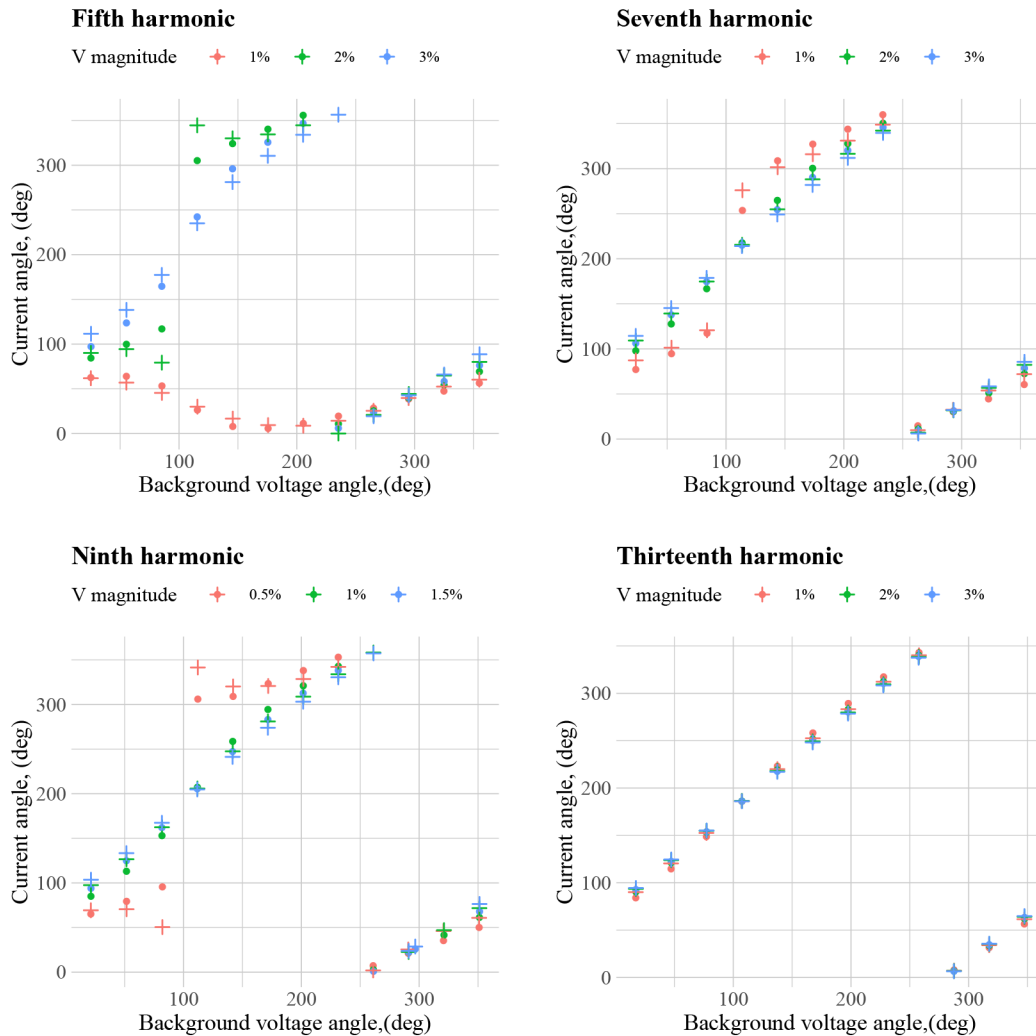 Fifth harmonic
V magnitude 1% 2% 3%
300
200
100
0
100 200 300
Current angle, (deg)
Background voltage angle,(deg)
Seventh harmonic
V magnitude 1% 2% 3%
300
200
100
0
100 200 300
Current angle,(deg)
Background voltage angle,(deg)
Ninth harmonic
V magnitude 0.5% 1% 1.5%
300
200
100
0
100 200 300
Current angle, (deg)
Background voltage angle,(deg)
Thirteenth harmonic
V magnitude 1% 2% 3%
300
200
100
0
100 200 300
Current angle, (deg)
Background voltage angle,(deg)